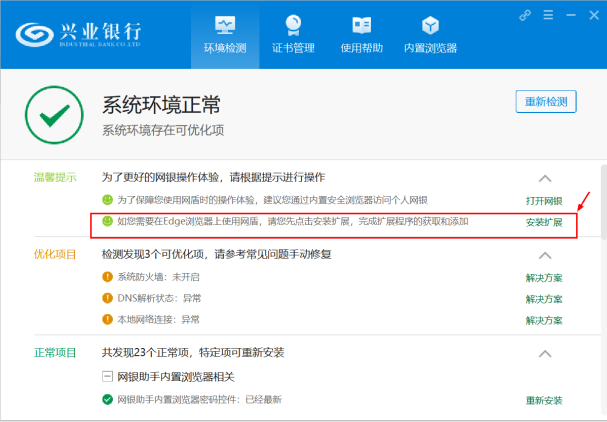 兴业银行
INDUSTRIAL BANK CO.,LTD
环境检测
证书管理
使用帮助
内置浏览器
系统环境正常
系统环境存在可优化项
重新检测
温馨提示
为了更好的网银操作体验，请根据提示进行操作
为了保障您使用网盾时的操作体验，建议您通过内置安全浏览器访问个人网银
打开网银
如您需要在Edge浏览器上使用网盾，请您先点击安装扩展，完成扩展程序的获取和添加
安装扩展
优化项目
检测发现3个可优化项，请参考常见问题手动修复
系统防火墙：未开启
解决方案
DNS解析状态：异常
解决方案
本地网络连接：异常
解决方案
正常项目
共发现23个正常项，特定项可重新安装
网银助手内置浏览器相关
网银助手内置浏览器密码控件：已经最新
重新安装